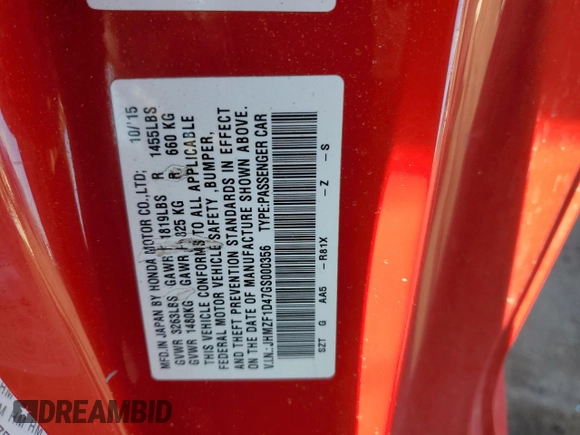 MFD.IN JAPAN BY HONDA MOTOR CO.,LTD; 10/'15
GVWR 3263LBS GAWR F 1819LBS R 1455LBS
GVWR 1480KG GAWR F 825 KG R 660 KG
THIS VEHICLE CONFORMS TO ALL APPLICABLE
FEDERAL MOTOR VEHICLE SAFETY ,BUMPER,
AND THEFT PREVENTION STANDARDS IN EFFECT
ON THE DATE OF MANUFACTURE SHOWN ABOVE.
V.I.N.: JHMZF1D47GS000356 TYPE:PASSENGER CAR
SZT G AA5 - R81X - Z - S
DREAMBID